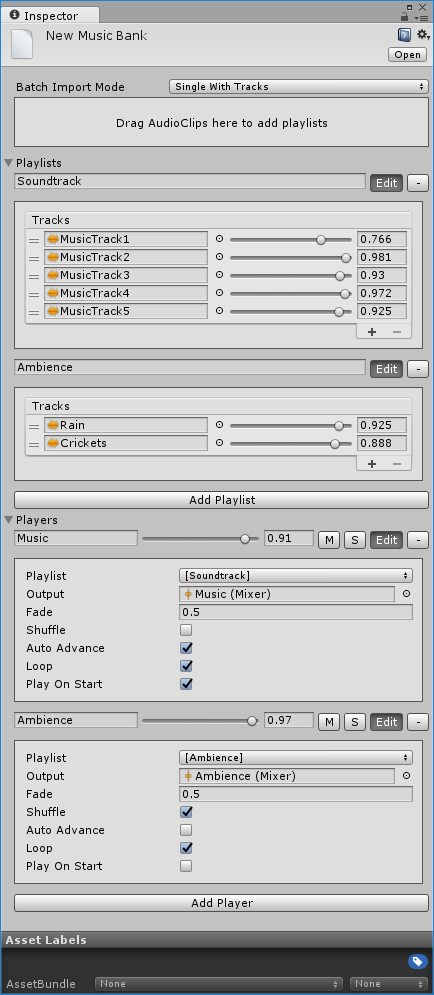 Inspector
New Music Bank
Open
Batch Import Mode Single With Tracks
Drag AudioClips here to add playlists
Playlists
Soundtrack Edit -
Tracks
MusicTrack1 0.766
MusicTrack2 0.981
MusicTrack3 0.93
MusicTrack4 0.972
MusicTrack5 0.925
+ −
Ambience Edit -
Tracks
Rain 0.925
Crickets 0.888
+ −
Add Playlist
Players
Music 0.91 M S Edit -
Playlist [Soundtrack]
Output Music (Mixer)
Fade 0.5
Shuffle
Auto Advance
Loop
Play On Start
Ambience 0.97 M S Edit -
Playlist [Ambience]
Output Ambience (Mixer)
Fade 0.5
Shuffle
Auto Advance
Loop
Play On Start
Add Player
Asset Labels
AssetBundle None None